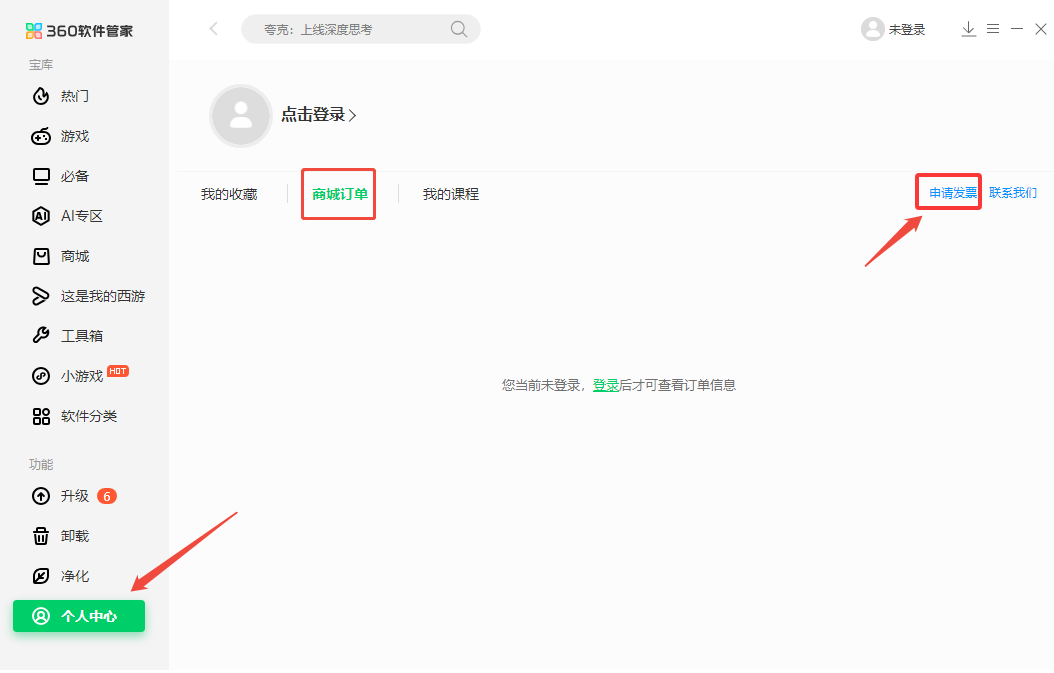 360软件管家
夸克：上线深度思考
未登录
宝库
热门
游戏
必备
AI专区
商城
这是我的西游
工具箱
小游戏 HOT
软件分类
功能
升级 6
卸载
净化
个人中心
点击登录
我的收藏 商城订单 我的课程 申请发票 联系我们
您当前未登录，登录后才可查看订单信息